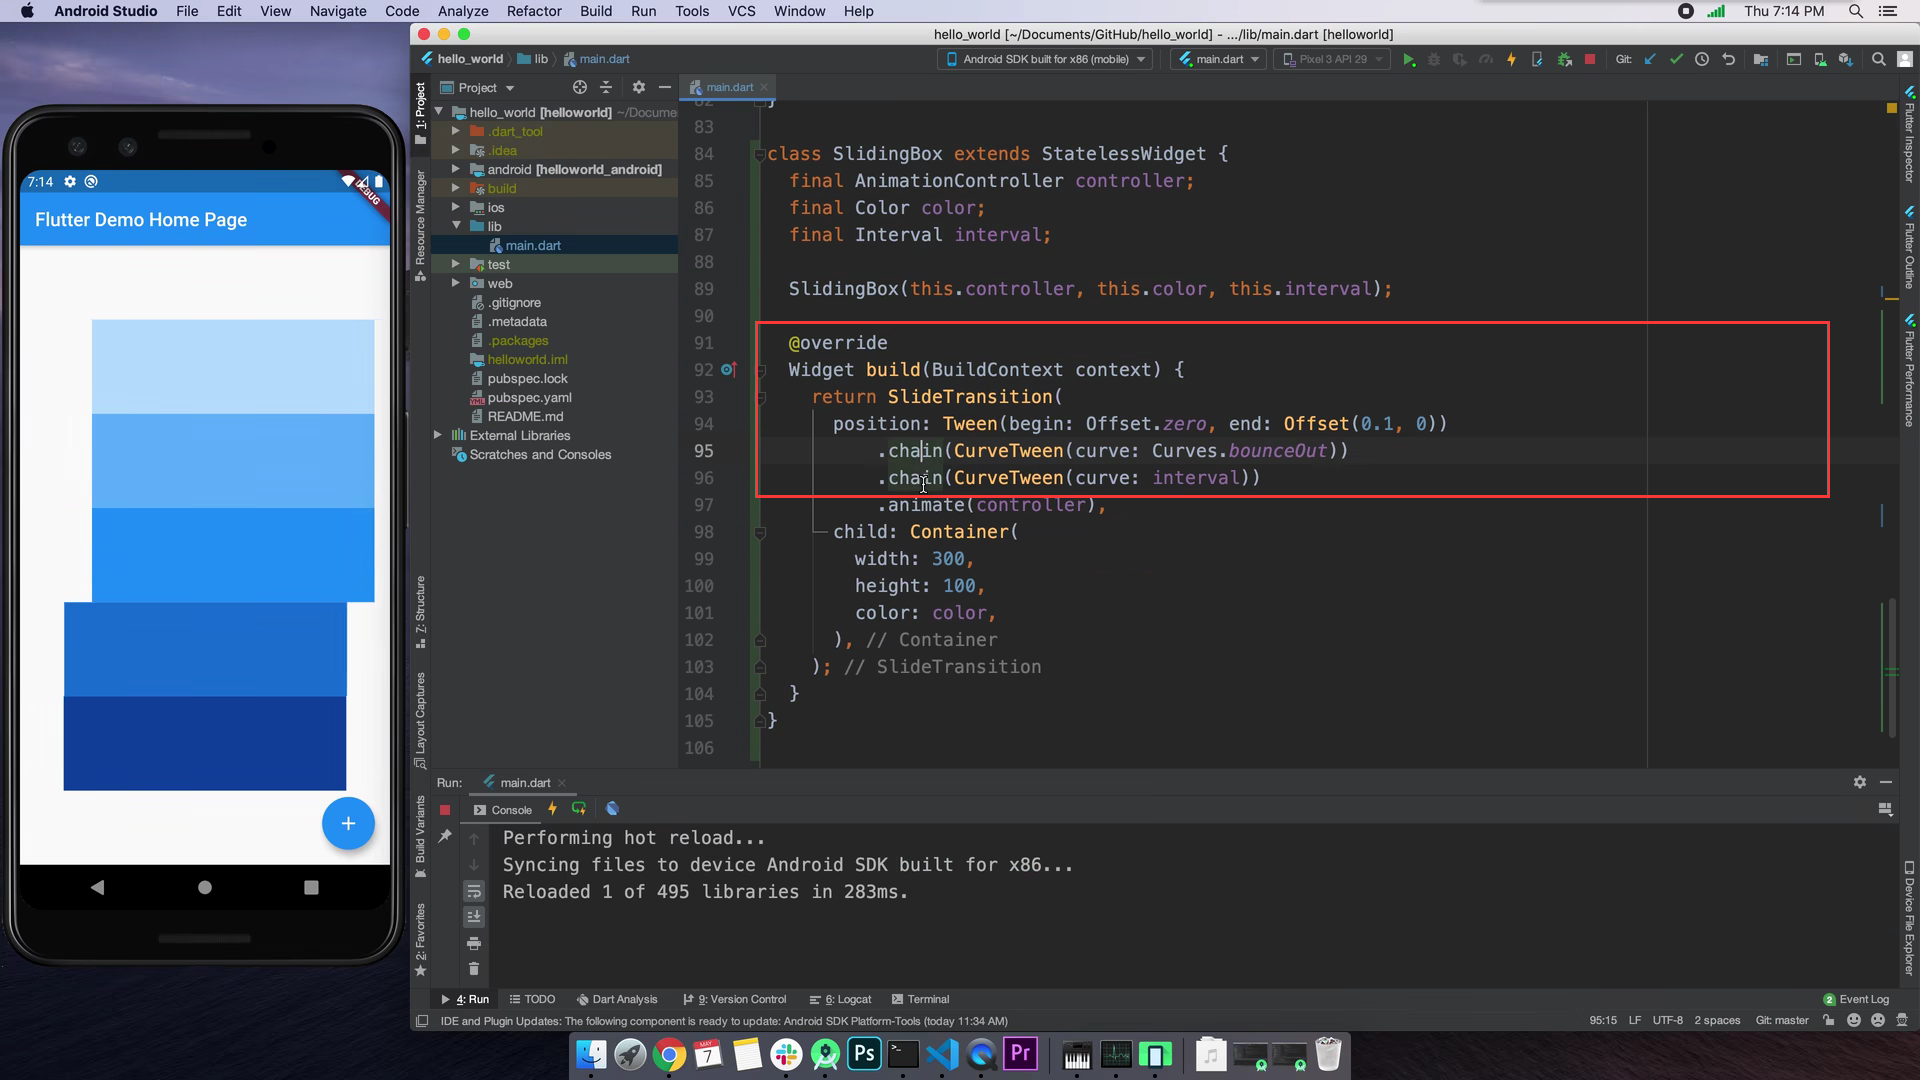 Android Studio File Edit View Navigate Code Analyze Refactor Build Run Tools VCS Window Help
Thu 7:14 PM
hello_world [~/Documents/GitHub/hello_world] - .../lib/main.dart [helloworld]
hello_world lib main.dart
Android SDK built for x86 (mobile) main.dart Pixel 3 API 29 Git:
Project
main.dart
1: Project
Resource Manager
7: Structure
Layout Captures
Build Variants
2: Favorites
hello_world [helloworld] ~/Docume
.dart_tool
.idea
android [helloworld_android]
build
ios
lib
main.dart
test
web
.gitignore
.metadata
.packages
helloworld.iml
pubspec.lock
pubspec.yaml
README.md
External Libraries
Scratches and Consoles
7:14
DEBUG
Flutter Demo Home Page
82 }
83
84 class SlidingBox extends StatelessWidget {
85 final AnimationController controller;
86 final Color color;
87 final Interval interval;
88
89 SlidingBox(this.controller, this.color, this.interval);
90
91 @override
92 Widget build(BuildContext context) {
93 return SlideTransition(
94 position: Tween(begin: Offset.zero, end: Offset(0.1, 0))
95 .chain(CurveTween(curve: Curves.bounceOut))
96 .chain(CurveTween(curve: interval))
97 .animate(controller),
98 child: Container(
99 width: 300,
100 height: 100,
101 color: color,
102 ), // Container
103 ); // SlideTransition
104 }
105 }
106
Flutter Inspector
Flutter Outline
Flutter Performance
Device File Explorer
Run: main.dart
Console
Performing hot reload...
Syncing files to device Android SDK built for x86...
Reloaded 1 of 495 libraries in 283ms.
4: Run TODO Dart Analysis 9: Version Control 6: Logcat Terminal
2 Event Log
IDE and Plugin Updates: The following component is ready to update: Android SDK Platform-Tools (today 11:34 AM)
95:15 LF UTF-8 2 spaces Git: master
MAY
7
Ps
Pr